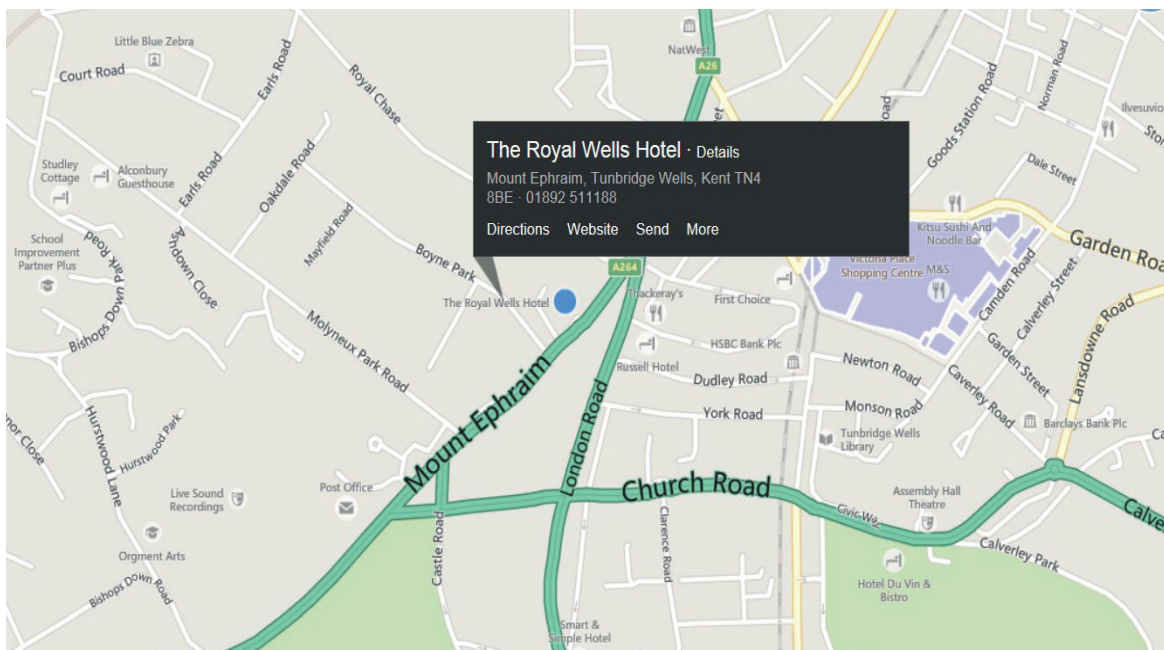 Little Blue Zebra
Court Road
Earls Road
Royal Chase
NatWest
A26
Goods Station Road
Norman Road
Ilvesuvio
Dale Street
Road
The Royal Wells Hotel · Details
Mount Ephraim, Tunbridge Wells, Kent TN4
8BE · 01892 511188
Directions Website Send More
Studley
Cottage
Alconbury
Guesthouse
Earls Road
Oakdale Road
Mayfield Road
School
Improvement
Partner Plus
Bishops Down Park Road
Ashdown Close
Boyne Park
The Royal Wells Hotel
A264
Thackeray's
First Choice
Kitsu Sushi And
Noodle Bar
Victoria Place
Shopping Centre
M&S
Garden Roa
Camden Road
Calverley Street
Garden Street
Lansdowne Road
Molyneux Park Road
Mount Ephraim
London Road
Russell Hotel
HSBC Bank Plc
Dudley Road
York Road
Newton Road
Monson Road
Caverley Road
Tunbridge Wells
Library
Barclays Bank Plc
nor Close
Hurstwood Lane
Hurstwood Park
Live Sound
Recordings
Post Office
Church Road
Civic Way
Assembly Hall
Theatre
Calverley Park
Calve
Orgment Arts
Bishops Down Road
Castle Road
Clarence Road
Hotel Du Vin &
Bistro
Smart &
Simple Hotel